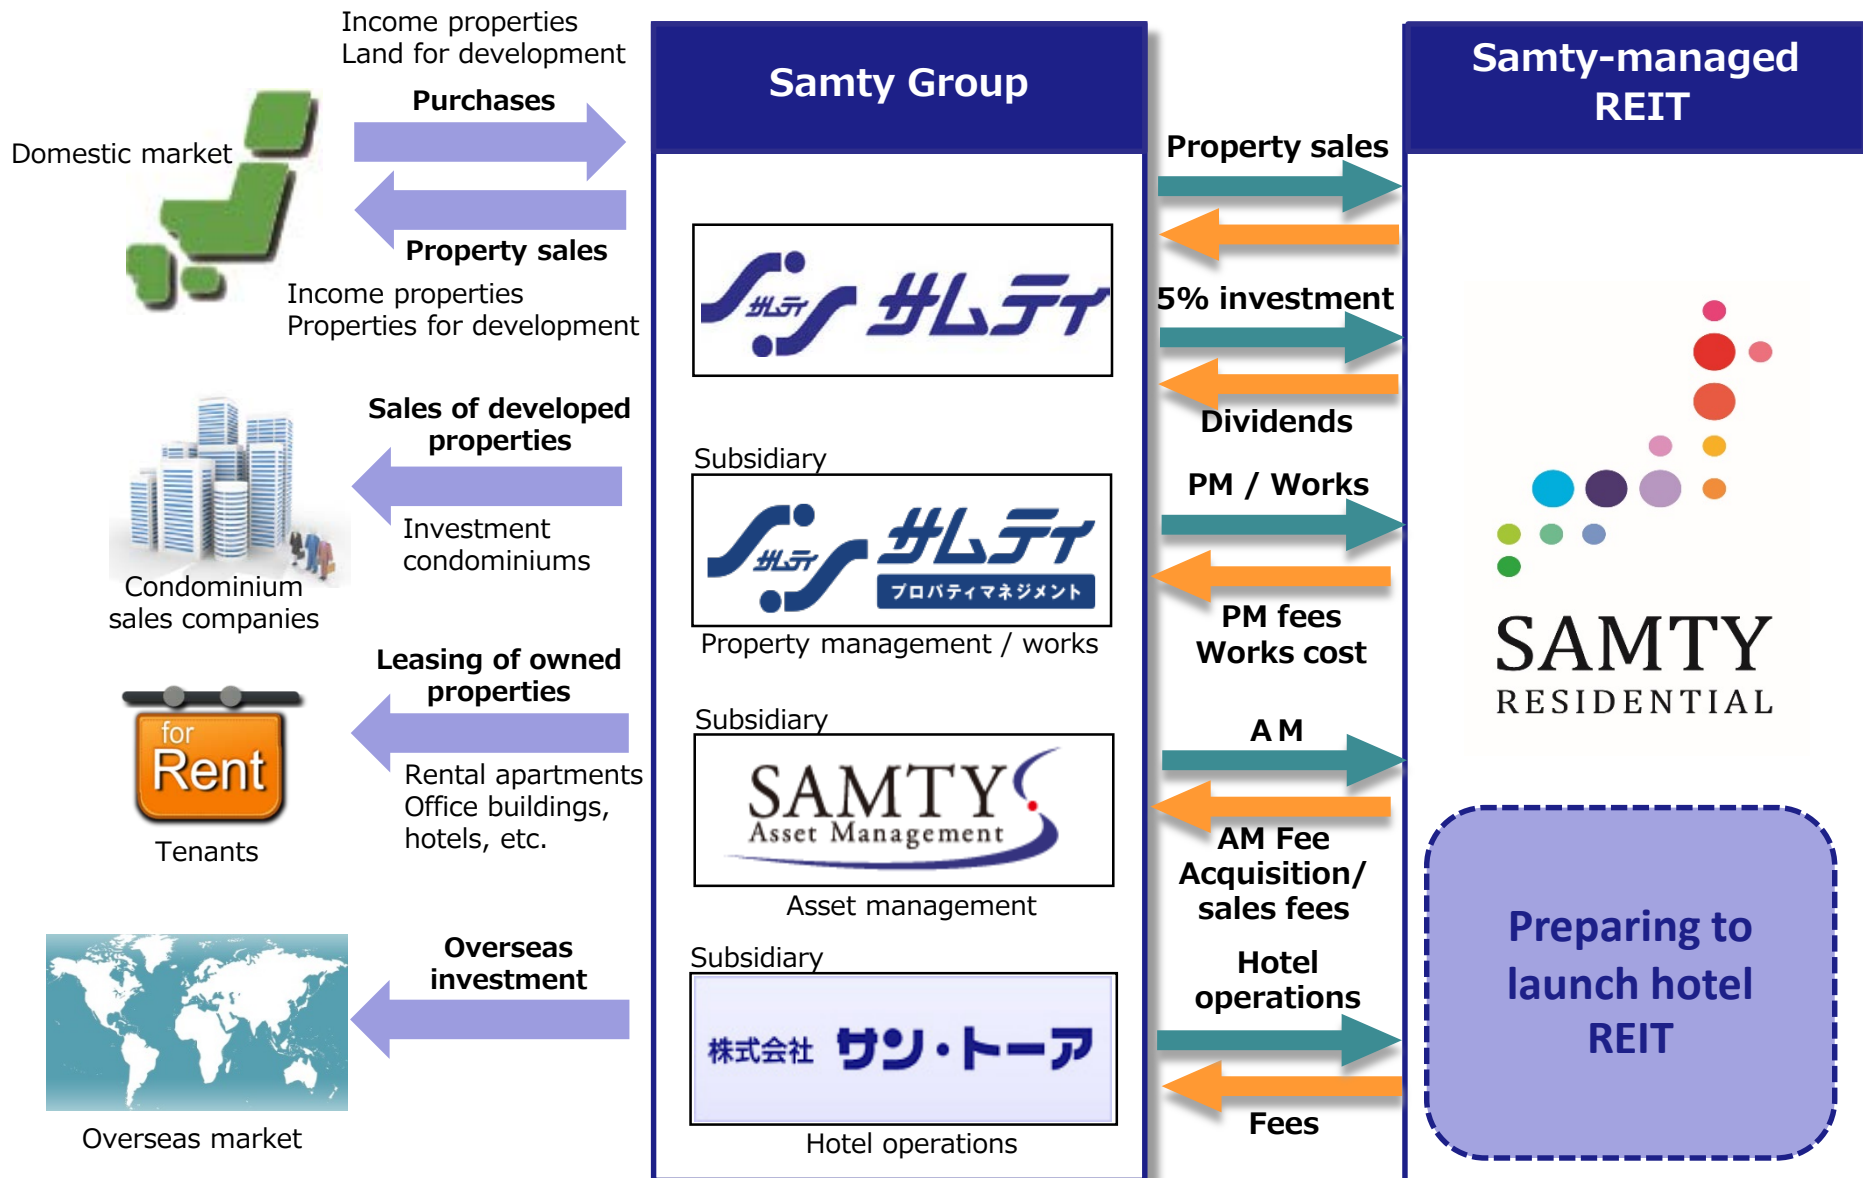 Income properties
Land for development
Purchases
Domestic market
Property sales
Income properties
Properties for development
Sales of developed
properties
Investment
condominiums
Condominium
sales companies
Leasing of owned
properties
for
Rent
Rental apartments
Office buildings,
hotels, etc.
Tenants
Overseas
investment
Overseas market
Samty Group
サムティ サムティ
Subsidiary
サムティ サムティ
プロパティマネジメント
Property management / works
Subsidiary
SAMTY
Asset Management
Asset management
Subsidiary
株式会社 サン・トーア
Hotel operations
Property sales
5% investment
Dividends
PM / Works
PM fees
Works cost
AM
AM Fee
Acquisition/
sales fees
Hotel
operations
Fees
Samty-managed
REIT
SAMTY
RESIDENTIAL
Preparing to
launch hotel
REIT